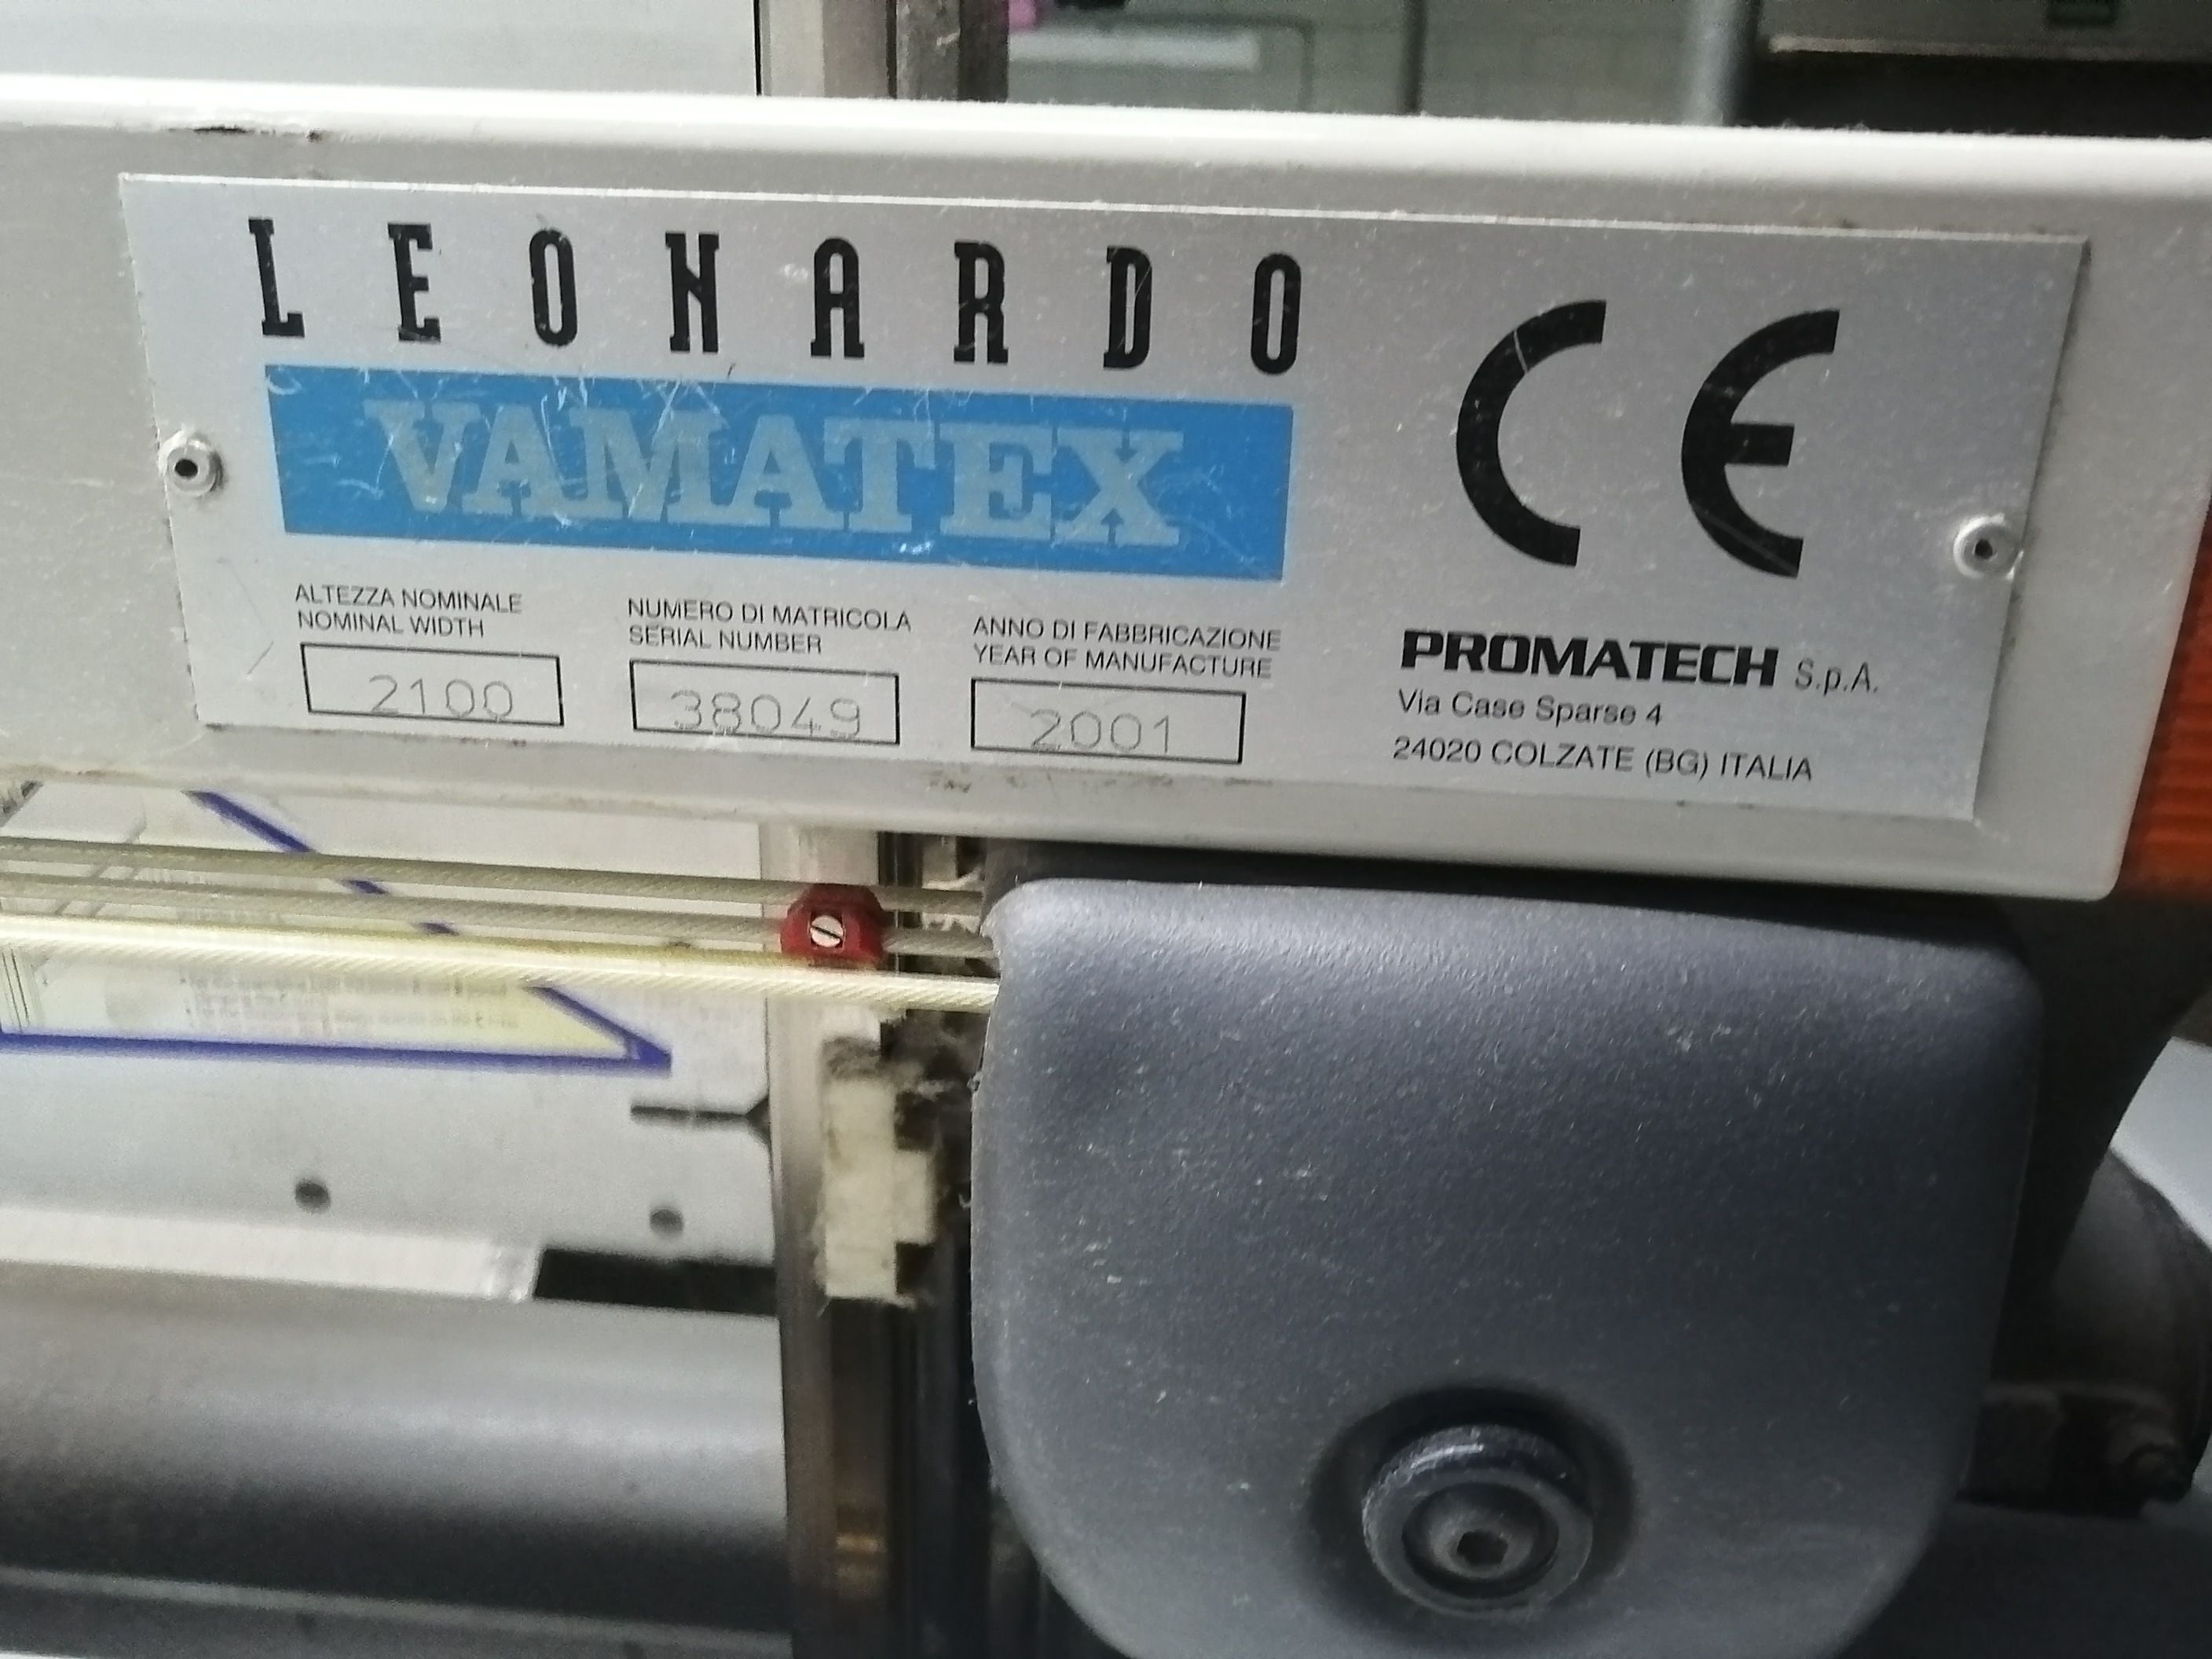 LEONARDO
VAMATEX
CE
ALTEZZA NOMINALE
NOMINAL WIDTH
2100
NUMERO DI MATRICOLA
SERIAL NUMBER
38049
ANNO DI FABBRICAZIONE
YEAR OF MANUFACTURE
2001
PROMATECH S.p.A.
Via Case Sparse 4
24020 COLZATE (BG) ITALIA